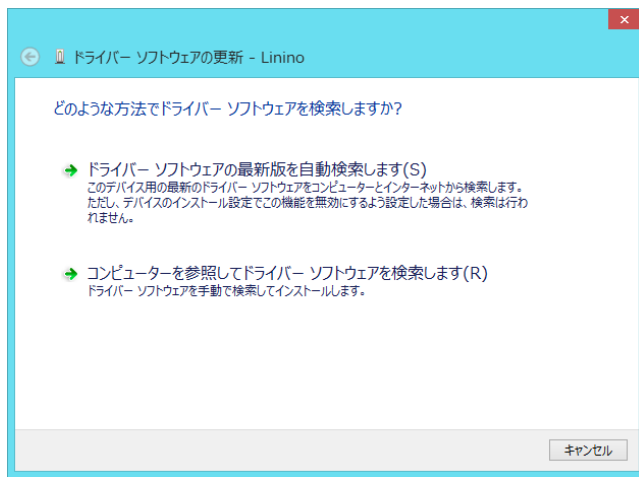 ドライバー ソフトウェアの更新 - Linino
どのような方法でドライバー ソフトウェアを検索しますか?
ドライバー ソフトウェアの最新版を自動検索します(S)
このデバイス用の最新のドライバー ソフトウェアをコンピューターとインターネットから検索します。
ただし、デバイスのインストール設定でこの機能を無効にするよう設定した場合は、検索は行わ
れません。
コンピューターを参照してドライバー ソフトウェアを検索します(R)
ドライバー ソフトウェアを手動で検索してインストールします。
キャンセル